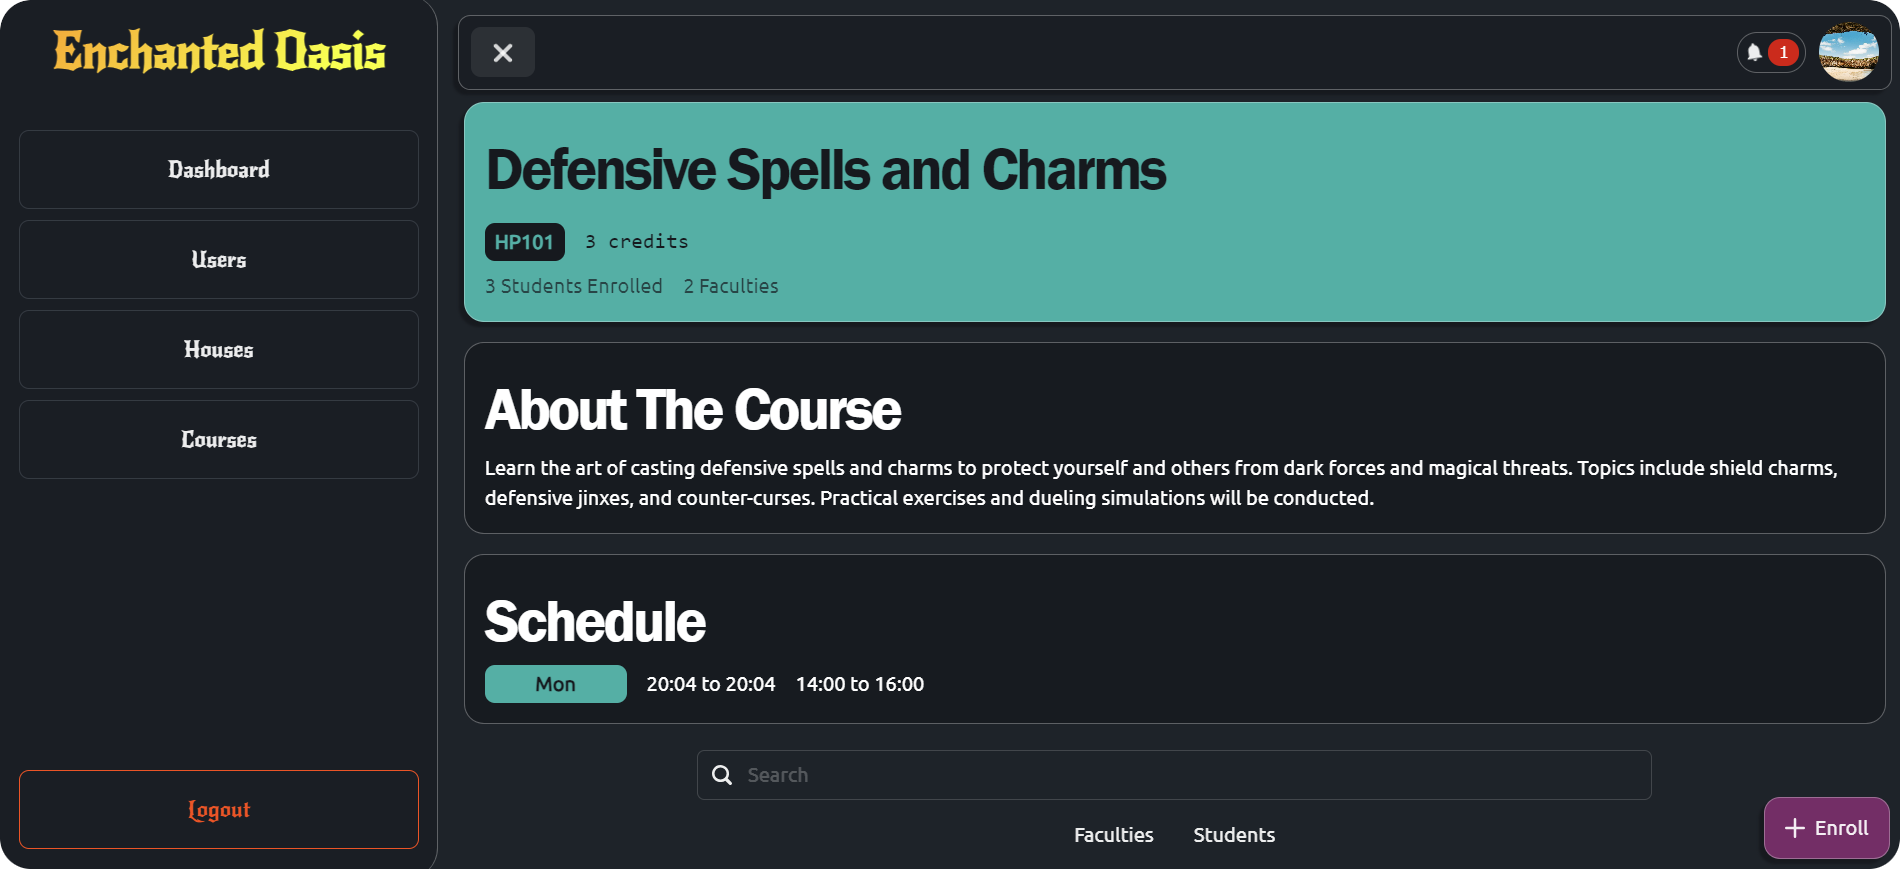 Enchanted Oasis
Dashboard
Users
Houses
Courses
Logout
1
Defensive Spells and Charms
HP101 3 credits
3 Students Enrolled 2 Faculties
About The Course
Learn the art of casting defensive spells and charms to protect yourself and others from dark forces and magical threats. Topics include shield charms,
defensive jinxes, and counter-curses. Practical exercises and dueling simulations will be conducted.
Schedule
Mon 20:04 to 20:04 14:00 to 16:00
Search
Faculties Students
Enroll